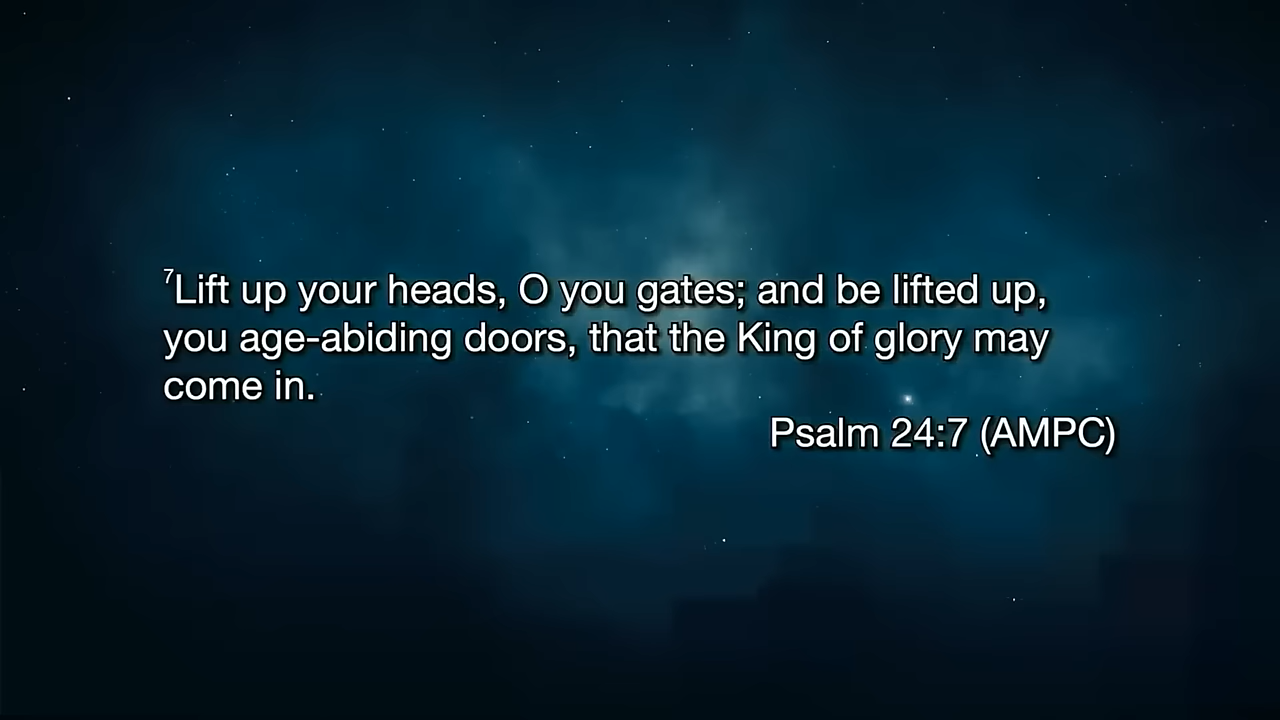 ⁷Lift up your heads, O you gates; and be lifted up,
you age-abiding doors, that the King of glory may
come in.
Psalm 24:7 (AMPC)